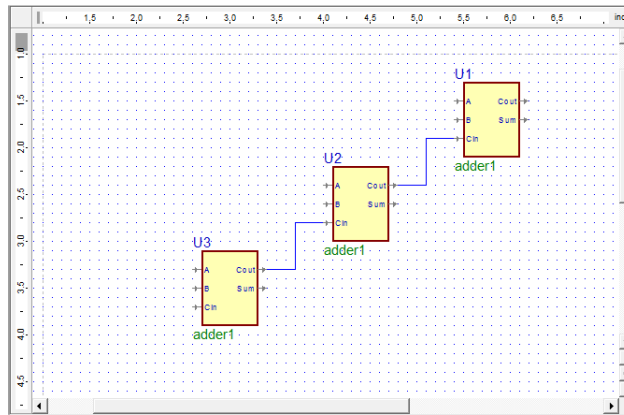 1,5 2,0 2,5 3,0 3,5 4,0 4,5 5,0 5,5 6,0 6,5
1,0
1,5
2,0
2,5
3,0
3,5
4,0
4,5
U1
A Cout
B Sum
Cin
adder1
U2
A Cout
B Sum
Cin
adder1
U3
A Cout
B Sum
Cin
adder1